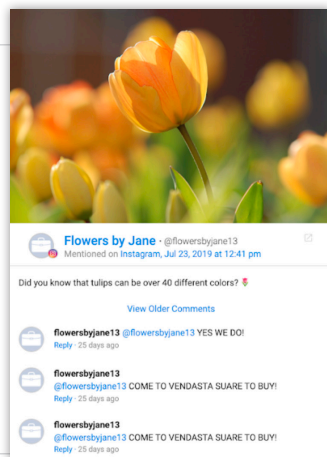 Flowers by Jane · @flowersbyjane13
Mentioned on Instagram, Jul 23, 2019 at 12:41 pm
Did you know that tulips can be over 40 different colors? 🌷
View Older Comments
flowersbyjane13 @flowersbyjane13 YES WE DO!
Reply · 25 days ago
flowersbyjane13
@flowersbyjane13 COME TO VENDASTA SUARE TO BUY!
Reply · 25 days ago
flowersbyjane13
@flowersbyjane13 COME TO VENDASTA SUARE TO BUY!
Reply · 25 days ago